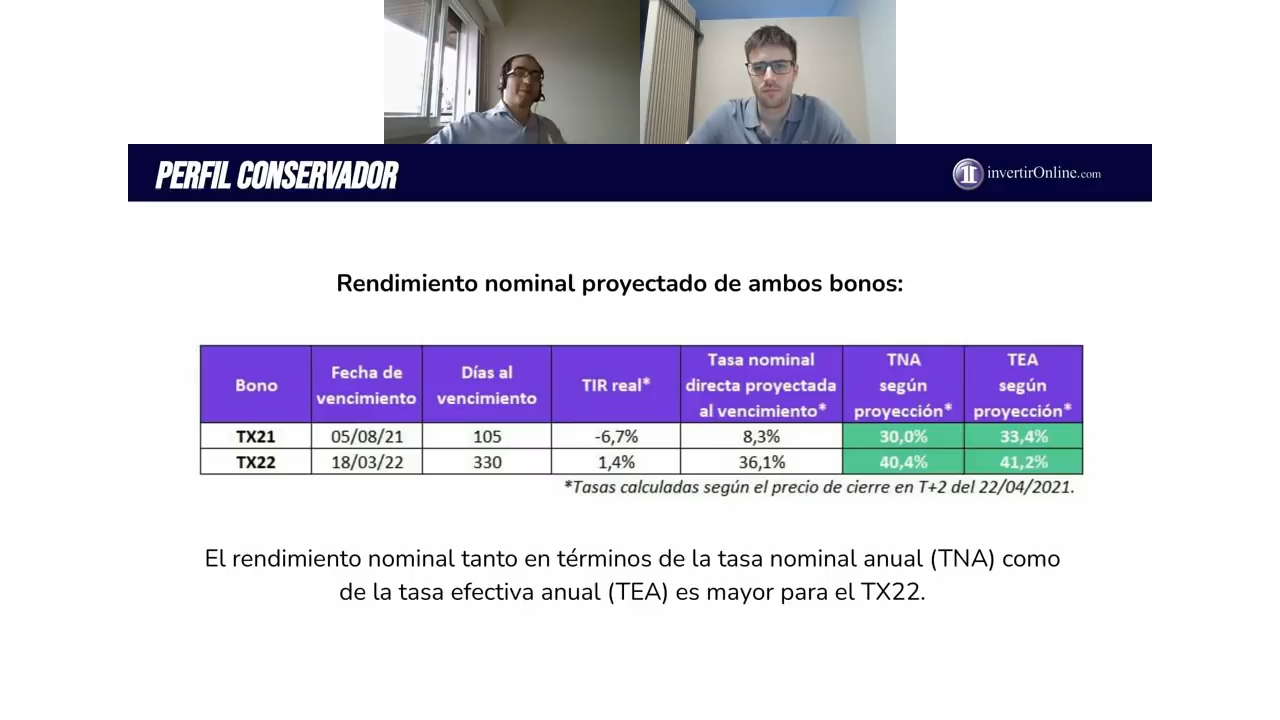 PERFIL CONSERVADOR
invertirOnline.com
Rendimiento nominal proyectado de ambos bonos:
Bono
Fecha de
vencimiento
Días al
vencimiento
TIR real*
Tasa nominal
directa proyectada
al vencimiento*
TNA
según
proyección*
TEA
según
proyección*
TX21 05/08/21 105 -6,7% 8,3% 30,0% 33,4%
TX22 18/03/22 330 1,4% 36,1% 40,4% 41,2%
*Tasas calculadas según el precio de cierre en T+2 del 22/04/2021.
El rendimiento nominal tanto en términos de la tasa nominal anual (TNA) como
de la tasa efectiva anual (TEA) es mayor para el TX22.